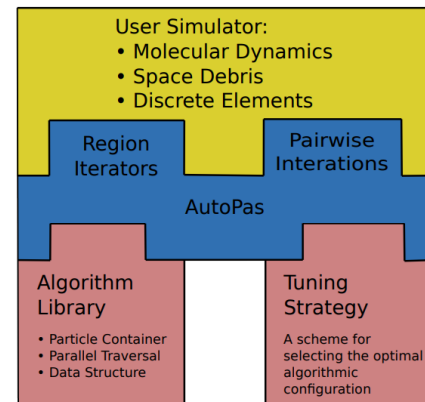 User Simulator:
• Molecular Dynamics
• Space Debris
• Discrete Elements
Region
Iterators
Pairwise
Interations
AutoPas
Algorithm
Library
• Particle Container
• Parallel Traversal
• Data Structure
Tuning
Strategy
A scheme for
selecting the optimal
algorithmic
configuration